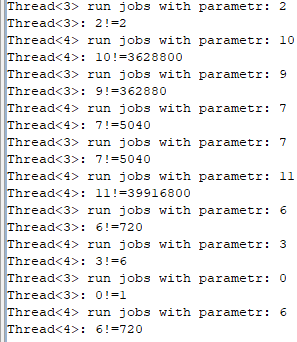 Thread<3> run jobs with parametr: 2
Thread<3>: 2!=2
Thread<4> run jobs with parametr: 10
Thread<4>: 10!=3628800
Thread<3> run jobs with parametr: 9
Thread<3>: 9!=362880
Thread<4> run jobs with parametr: 7
Thread<4>: 7!=5040
Thread<3> run jobs with parametr: 7
Thread<3>: 7!=5040
Thread<4> run jobs with parametr: 11
Thread<4>: 11!=39916800
Thread<3> run jobs with parametr: 6
Thread<3>: 6!=720
Thread<4> run jobs with parametr: 3
Thread<4>: 3!=6
Thread<3> run jobs with parametr: 0
Thread<3>: 0!=1
Thread<4> run jobs with parametr: 6
Thread<4>: 6!=720